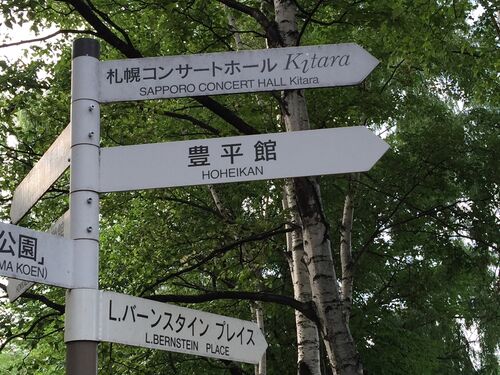 札幌コンサートホール Kitara
SAPPORO CONCERT HALL Kitara
豊平館
HOHEIKAN
公園」
MA KOEN)
L.バーンスタイン プレイス
L.BERNSTEIN PLACE